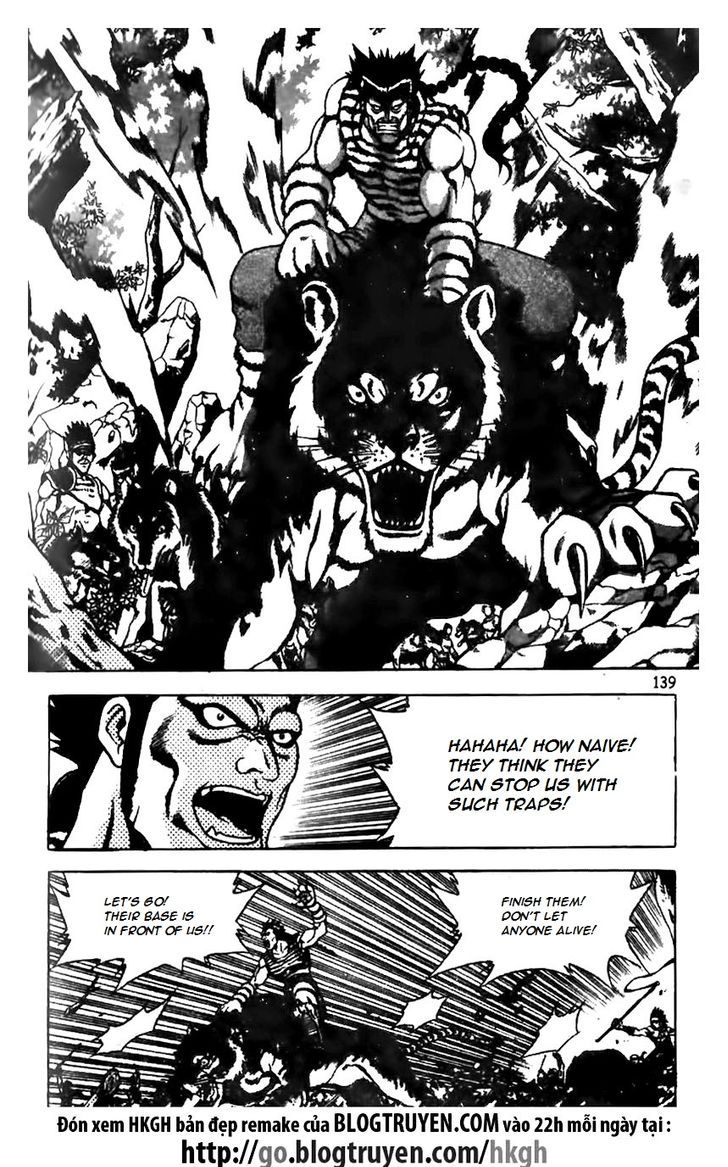 139
HAHAHA! HOW NAIVE!
THEY THINK THEY
CAN STOP US WITH
SUCH TRAPS!
LET'S GO!
THEIR BASE IS
IN FRONT OF US!!
FINISH THEM!
DON'T LET
ANYONE ALIVE!
Đón xem HKGH bản đẹp remake của BLOGTRUYEN.COM vào 22h mỗi ngày tại :
http://go.blogtruyen.com/hkgh